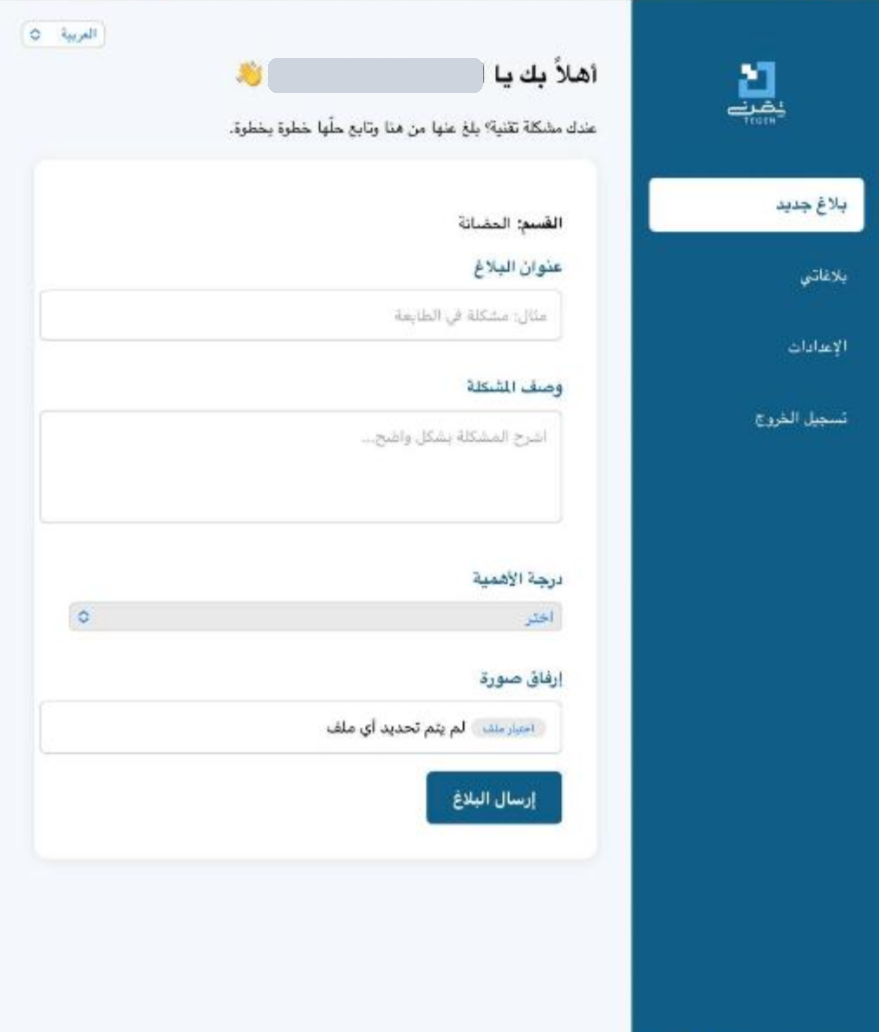 العربية
أهلاً بك يا 👋
عندك مشكلة تقنية؟ بلغ عنها من هنا وتابع حلّها خطوة بخطوة.
TEQEN
بلاغ جديد
بلاغاتي
الإعدادات
تسجيل الخروج
القسم: الحضانة
عنوان البلاغ
مثال: مشكلة في الطابعة
وصف المشكلة
اشرح المشكلة بشكل واضح...
درجة الأهمية
اختر
إرفاق صورة
اختيار ملف لم يتم تحديد أي ملف
إرسال البلاغ